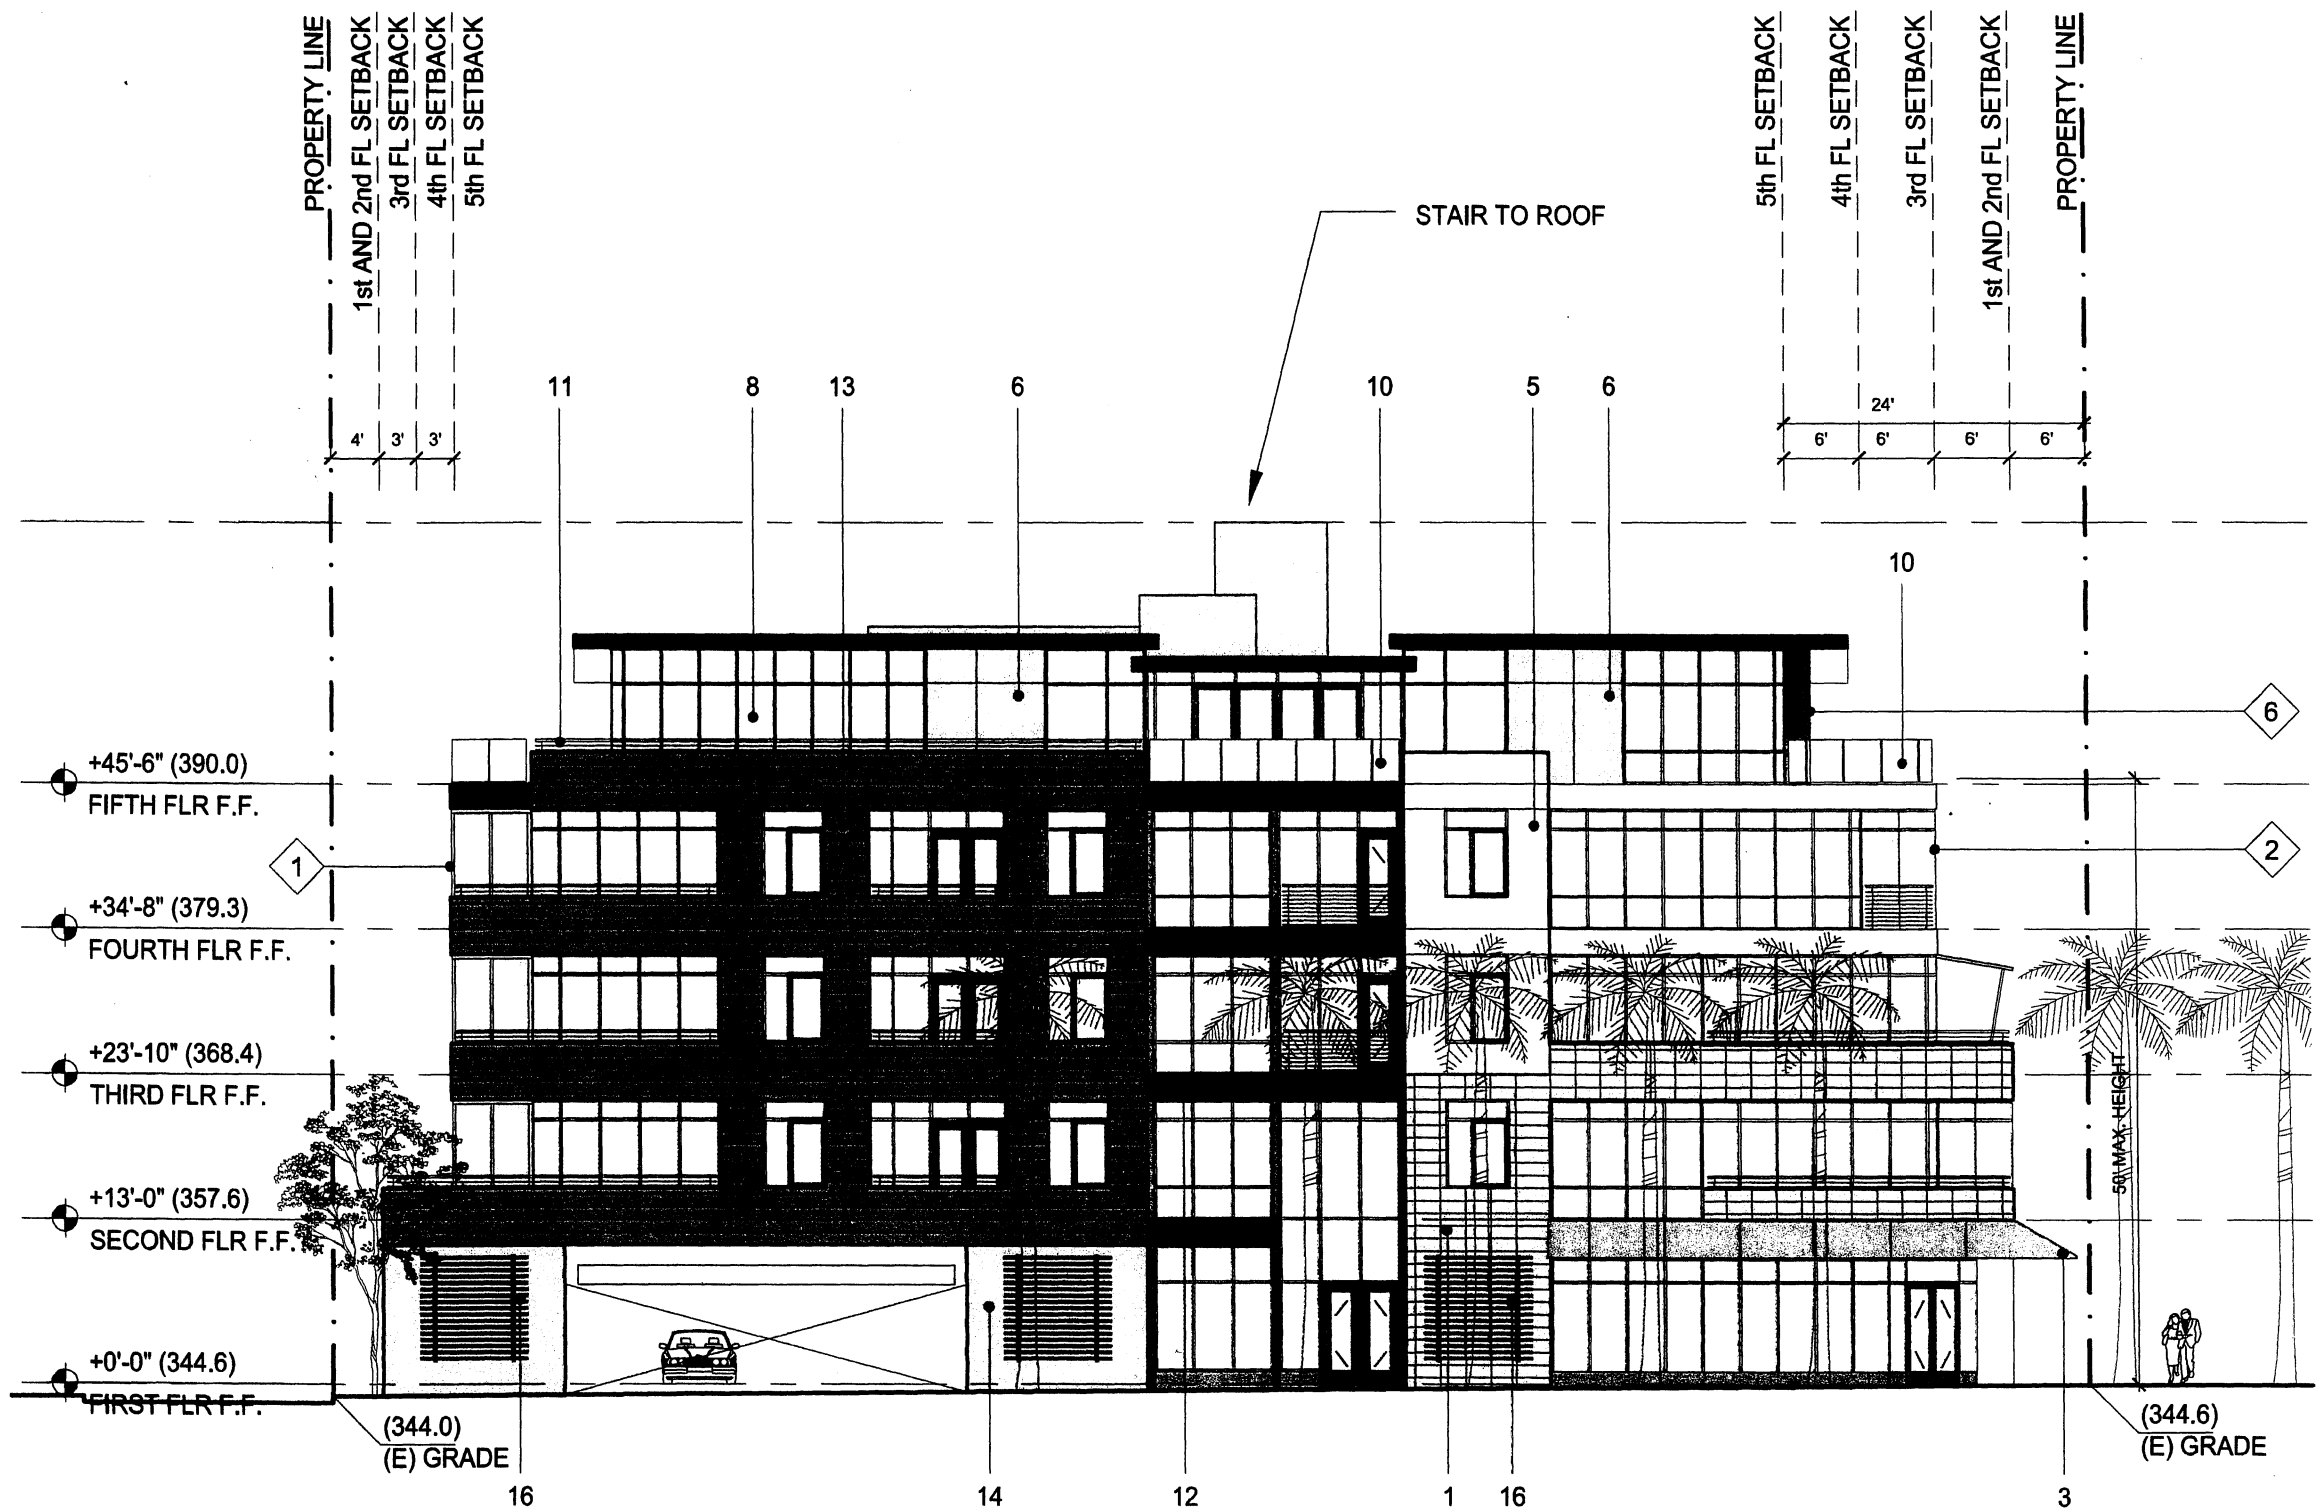 PROPERTY LINE
1st AND 2nd FL SETBACK
3rd FL SETBACK
4th FL SETBACK
5th FL SETBACK
5th FL SETBACK
4th FL SETBACK
3rd FL SETBACK
1st AND 2nd FL SETBACK
PROPERTY LINE
STAIR TO ROOF
11
8
13
6
10
5
6
24'
4'
3'
3'
6'
6'
6'
6'
10
6
+45'-6" (390.0)
FIFTH FLR F.F.
1
2
+34'-8" (379.3)
FOURTH FLR F.F.
+23'-10" (368.4)
THIRD FLR F.F.
50' MAX. HEIGHT
+13'-0" (357.6)
SECOND FLR F.F.
+0'-0" (344.6)
FIRST FLR F.F.
(344.0)
(E) GRADE
(344.6)
(E) GRADE
16
14
12
1
16
3